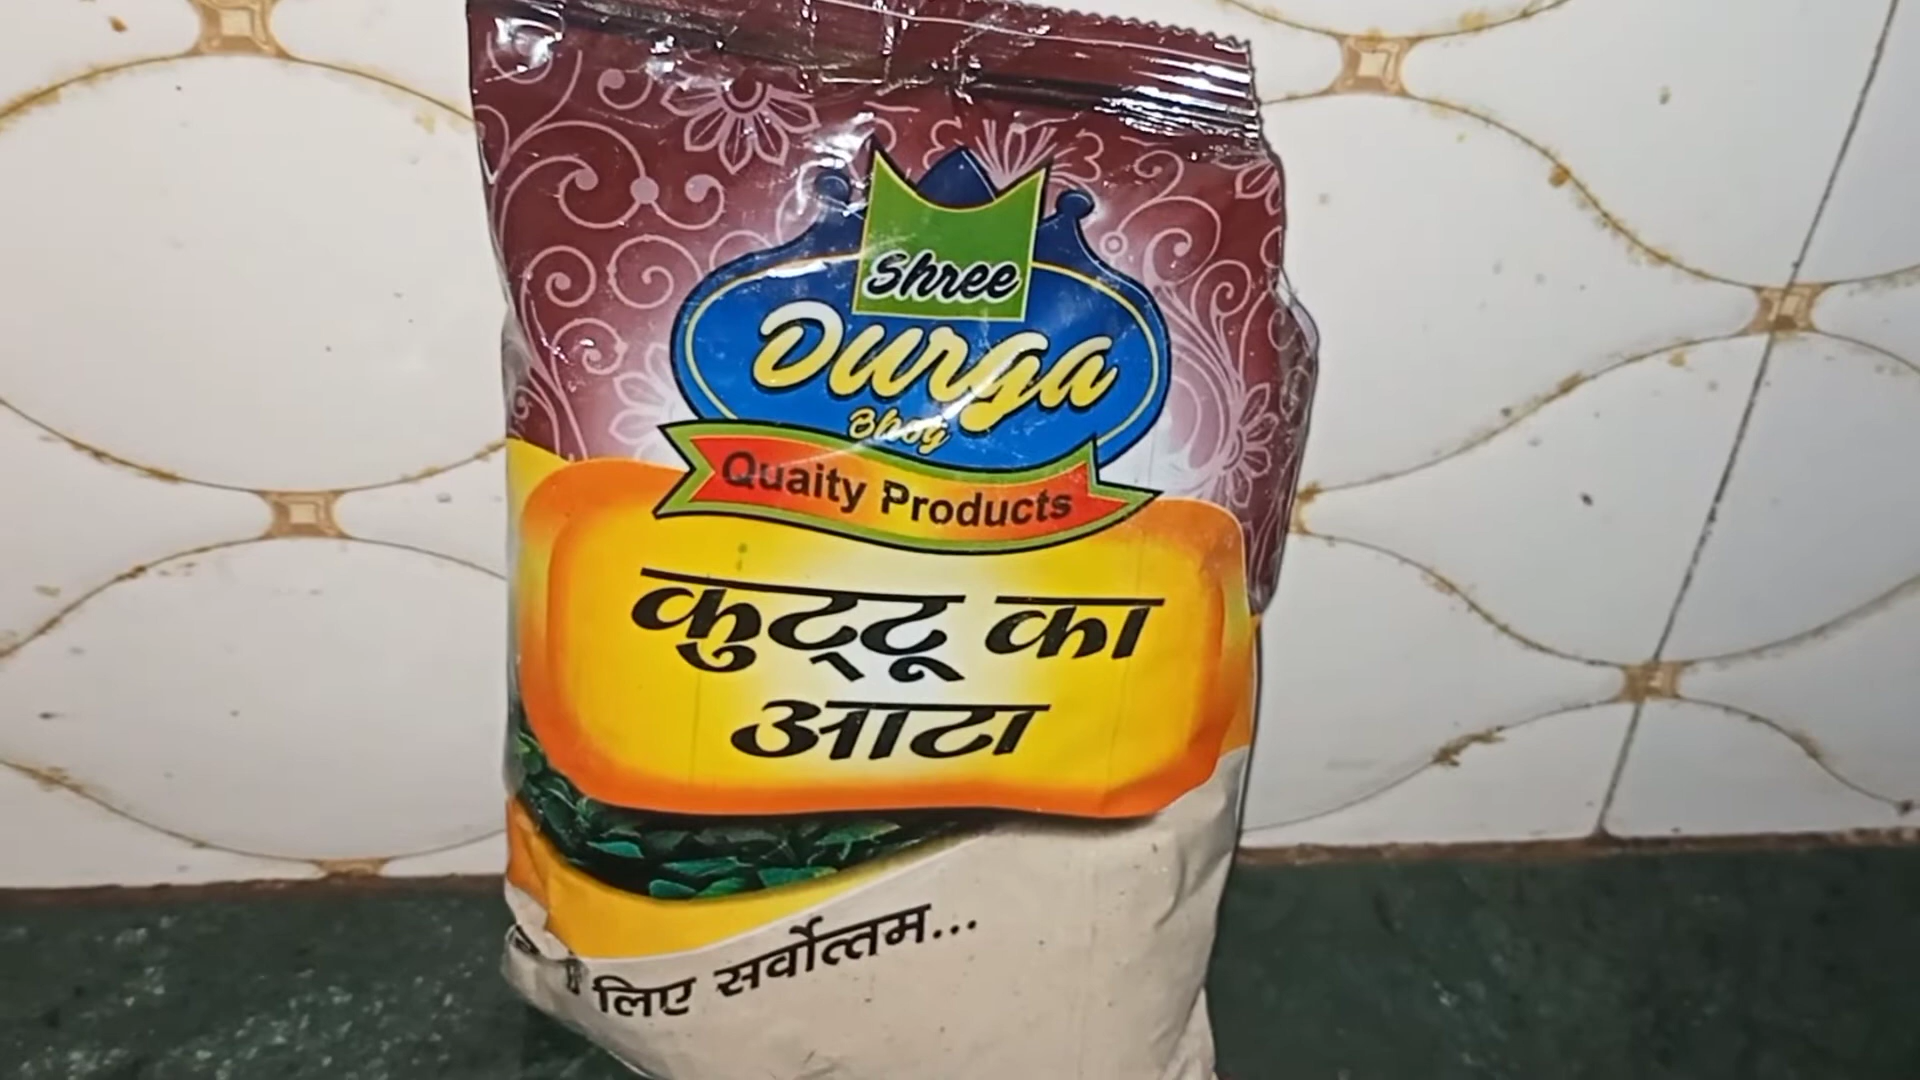 Shree
Durga
Bhog
Quaity Products
कुट्टू का
आटा
लिए सर्वोत्तम...